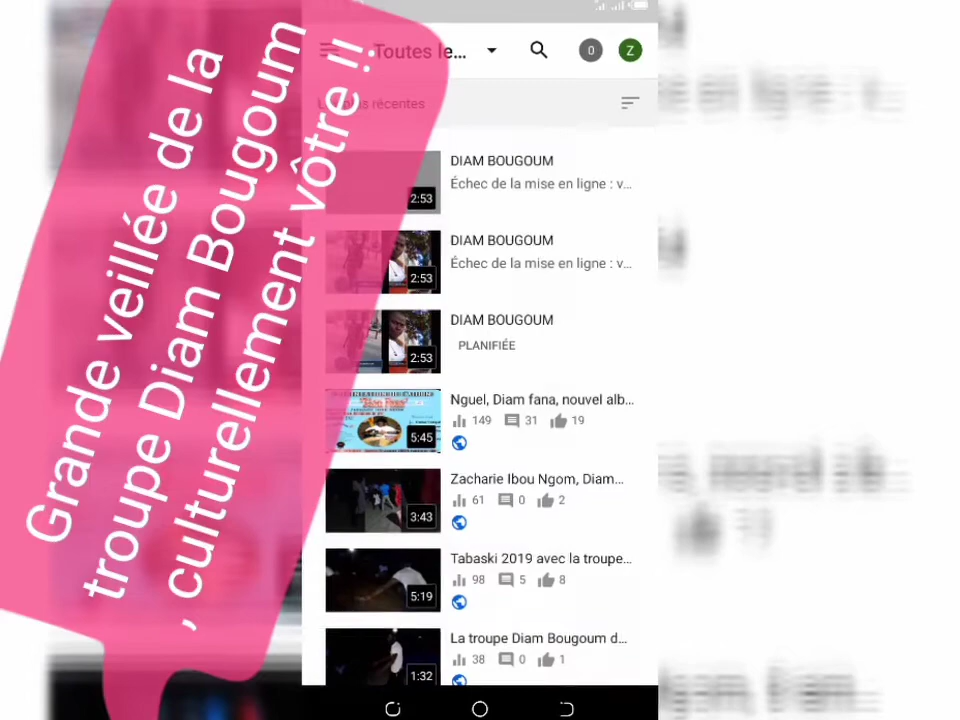 Grande veillée de la
troupe Diam Bougoum
, culturellement vôtre !!
Toutes le...
0
Z
récentes
DIAM BOUGOUM
Échec de la mise en ligne : v...
2:53
DIAM BOUGOUM
Échec de la mise en ligne : v...
2:53
DIAM BOUGOUM
PLANIFIÉE
2:53
Nguel, Diam fana, nouvel alb...
149 31 19
5:45
Zacharie Ibou Ngom, Diam...
61 0 2
3:43
Tabaski 2019 avec la troupe...
98 5 8
5:19
La troupe Diam Bougoum d...
38 0 1
1:32